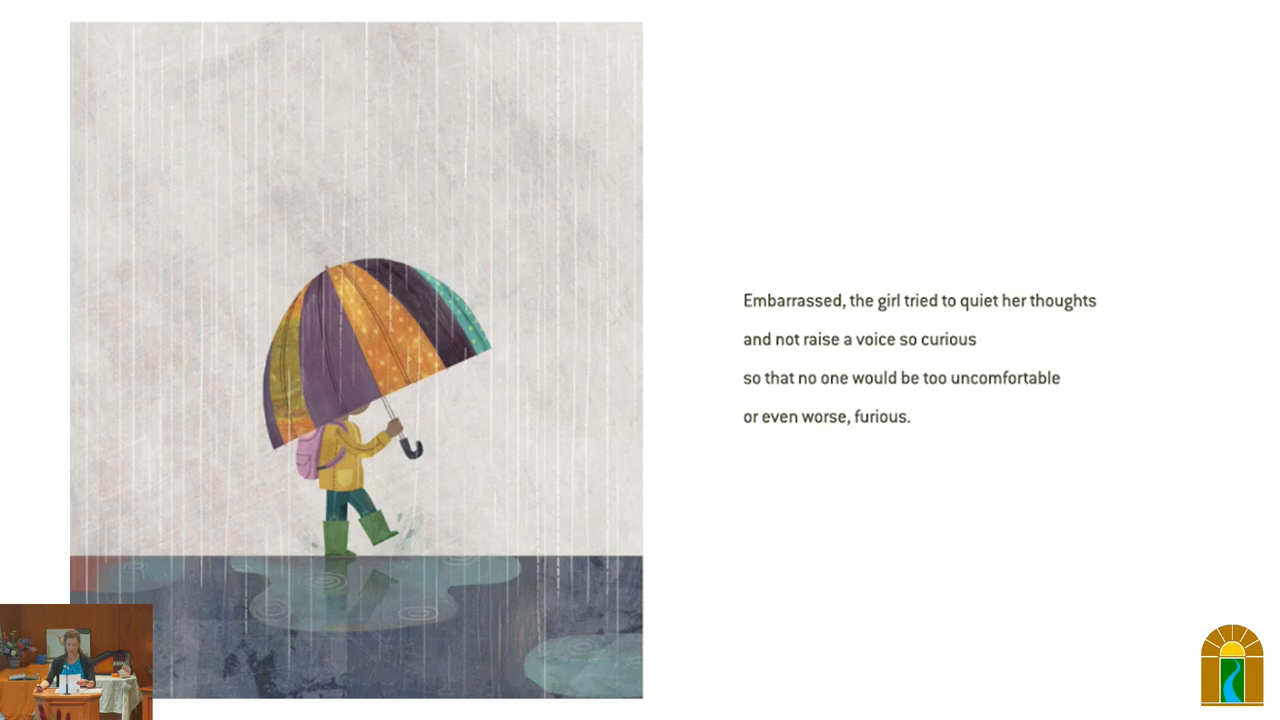 Embarrassed, the girl tried to quiet her thoughts
and not raise a voice so curious
so that no one would be too uncomfortable
or even worse, furious.